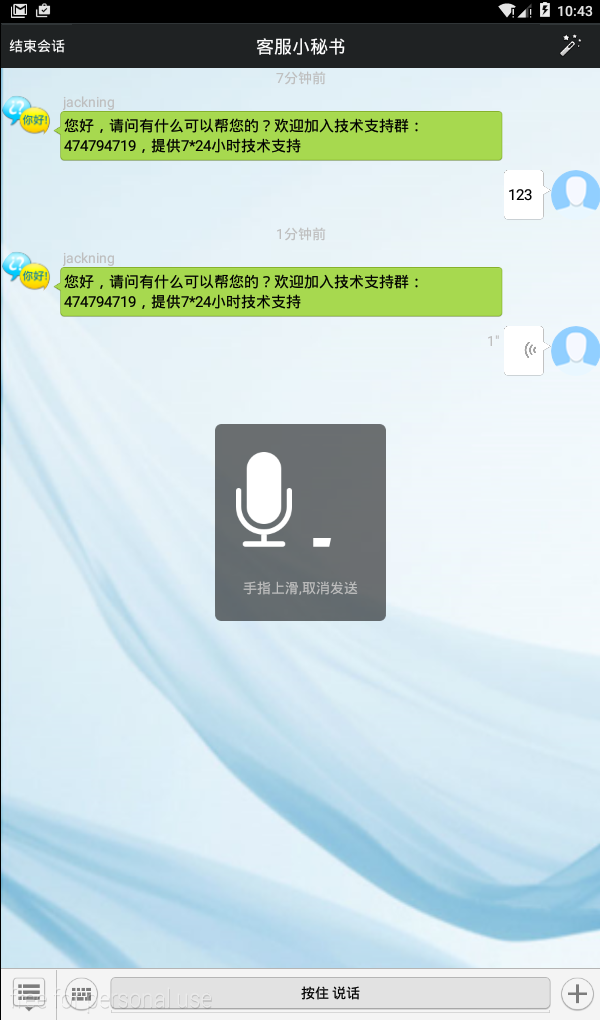 10:43
结束会话
客服小秘书
7分钟前
jackning
你好!
您好，请问有什么可以帮您的？欢迎加入技术支持群：
474794719，提供7*24小时技术支持
123
1分钟前
jackning
你好!
您好，请问有什么可以帮您的？欢迎加入技术支持群：
474794719，提供7*24小时技术支持
1"
手指上滑,取消发送
按住 说话
for personal use